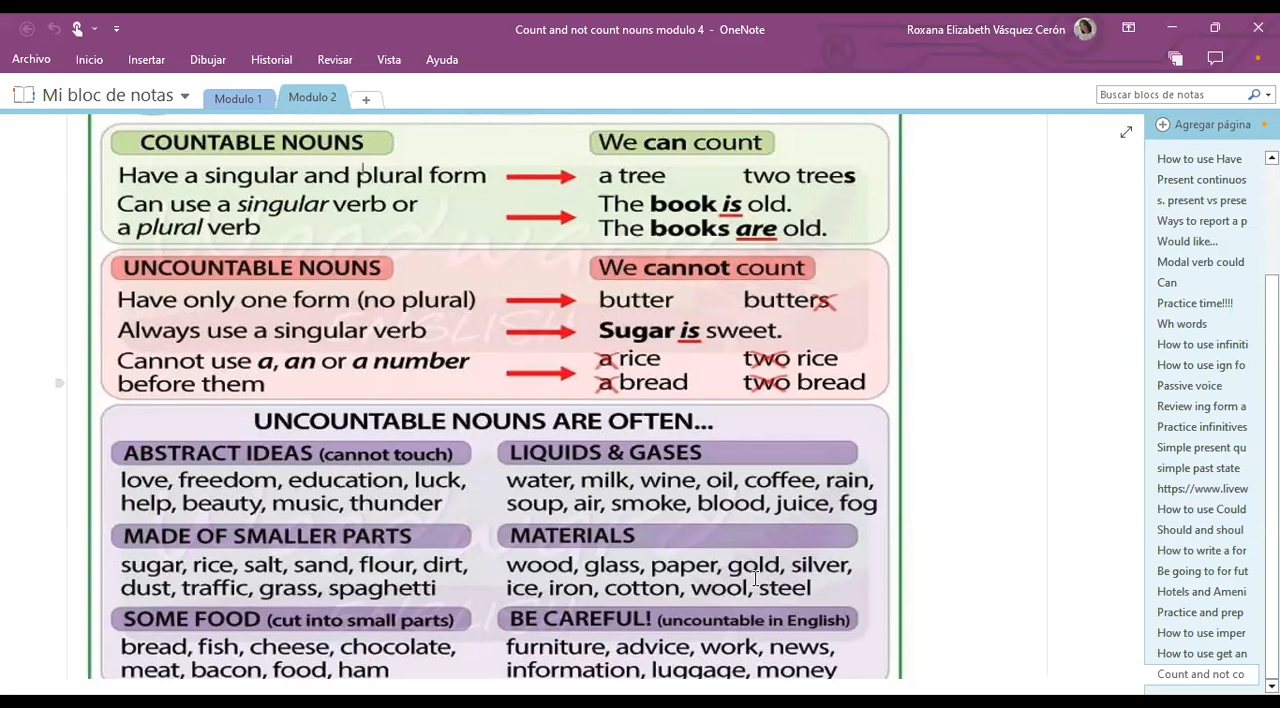 Count and not count nouns modulo 4 - OneNote
Roxana Elizabeth Vásquez Cerón
Archivo Inicio Insertar Dibujar Historial Revisar Vista Ayuda
Mi bloc de notas Modulo 1 Modulo 2 +
Buscar blocs de notas
Agregar página
COUNTABLE NOUNS We can count
Have a singular and plural form a tree two trees
Can use a singular verb or The book is old.
a plural verb The books are old.
UNCOUNTABLE NOUNS We cannot count
Have only one form (no plural) butter butters
Always use a singular verb Sugar is sweet.
Cannot use a, an or a number a rice two rice
before them a bread two bread
UNCOUNTABLE NOUNS ARE OFTEN...
ABSTRACT IDEAS (cannot touch)
love, freedom, education, luck,
help, beauty, music, thunder
LIQUIDS & GASES
water, milk, wine, oil, coffee, rain,
soup, air, smoke, blood, juice, fog
MADE OF SMALLER PARTS
sugar, rice, salt, sand, flour, dirt,
dust, traffic, grass, spaghetti
MATERIALS
wood, glass, paper, gold, silver,
ice, iron, cotton, wool, steel
SOME FOOD (cut into small parts)
bread, fish, cheese, chocolate,
meat, bacon, food, ham
BE CAREFUL! (uncountable in English)
furniture, advice, work, news,
information, luggage, money
How to use Have
Present continuos
s. present vs prese
Ways to report a p
Would like...
Modal verb could
Can
Practice time!!!!
Wh words
How to use infiniti
How to use ign fo
Passive voice
Review ing form a
Practice infinitives
Simple present qu
simple past state
https://www.livew
How to use Could
Should and shoul
How to write a for
Be going to for fut
Hotels and Ameni
Practice and prep
How to use imper
How to use get an
Count and not co